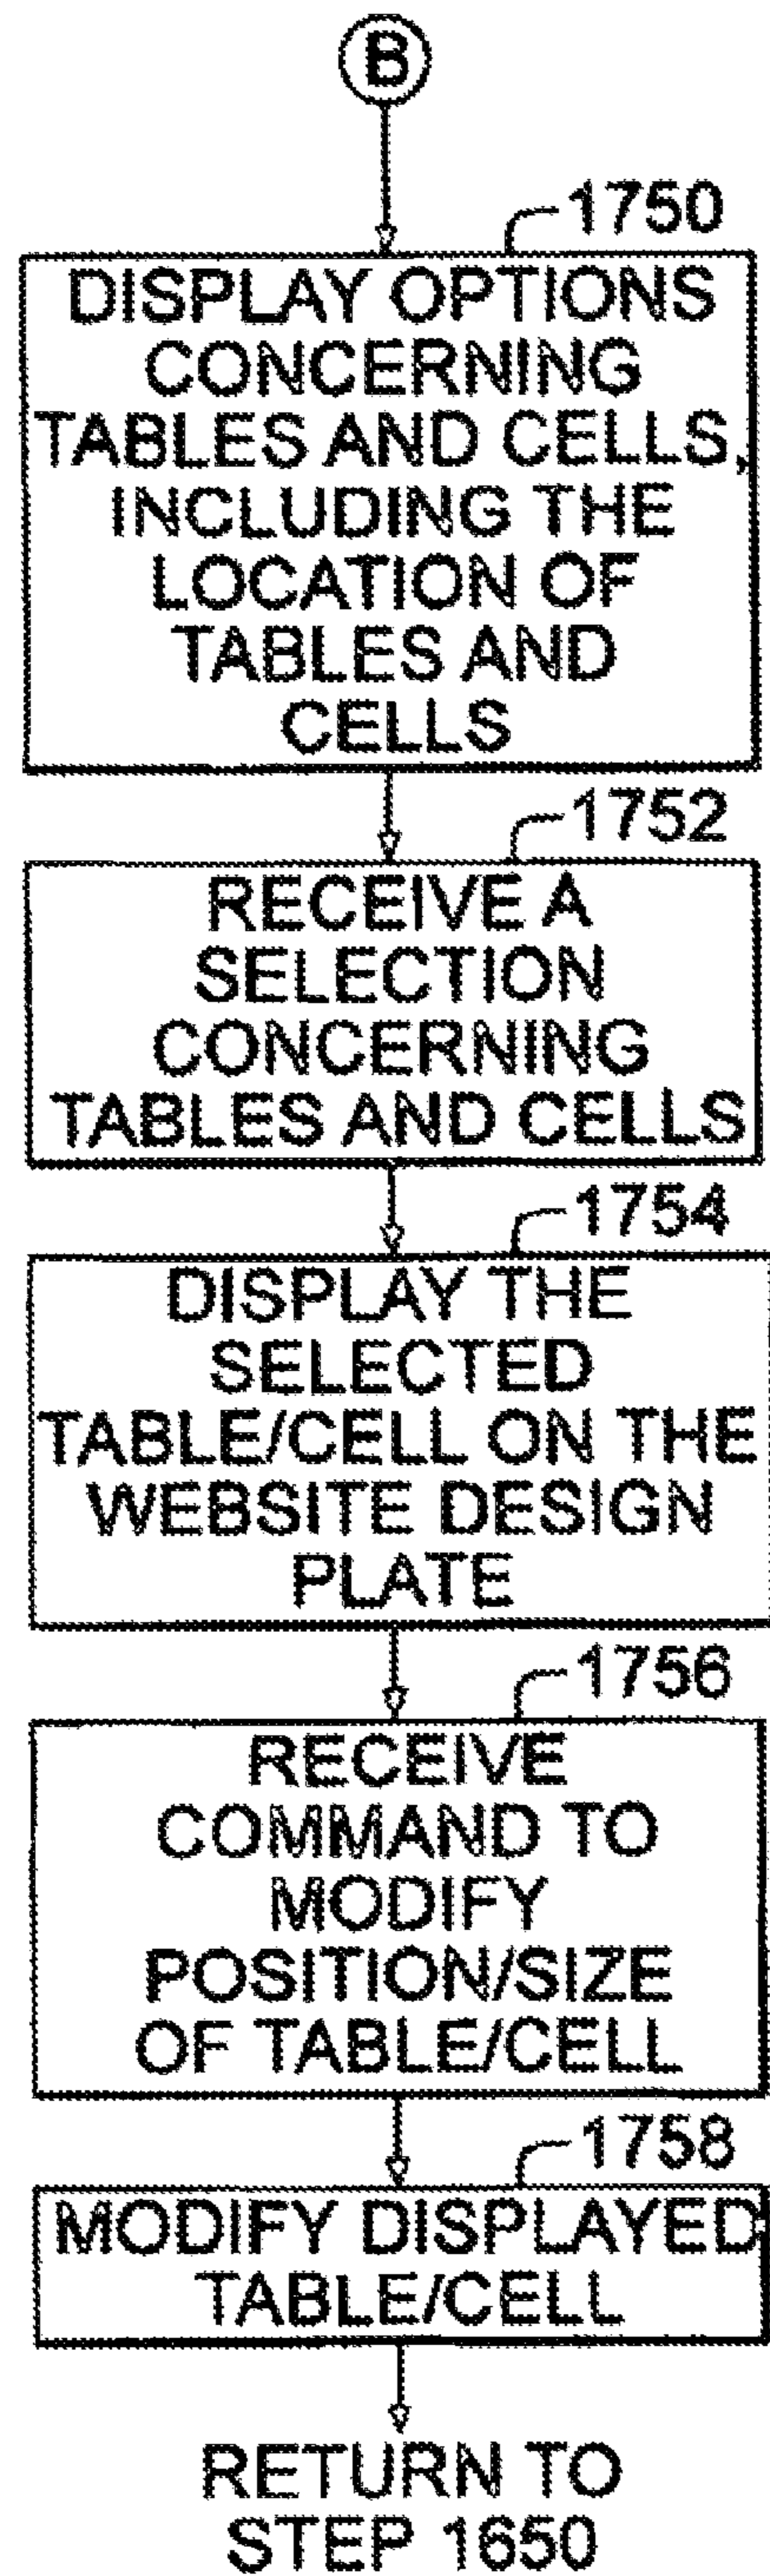 B
1750
DISPLAY OPTIONS
CONCERNING
TABLES AND CELLS,
INCLUDING THE
LOCATION OF
TABLES AND
CELLS
1752
RECEIVE A
SELECTION
CONCERNING
TABLES AND CELLS
1754
DISPLAY THE
SELECTED
TABLE/CELL ON THE
WEBSITE DESIGN
PLATE
1756
RECEIVE
COMMAND TO
MODIFY
POSITION/SIZE
OF TABLE/CELL
1758
MODIFY DISPLAYED
TABLE/CELL
RETURN TO
STEP 1650